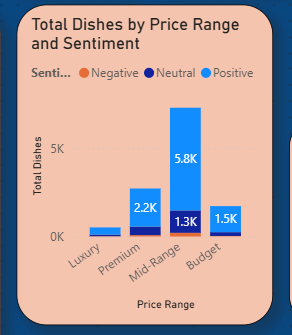 Total Dishes by Price Range
and Sentiment
Senti... Negative Neutral Positive
Total Dishes
5K
0K
5.8K
2.2K
1.3K
1.5K
Luxury
Premium
Mid-Range
Budget
Price Range